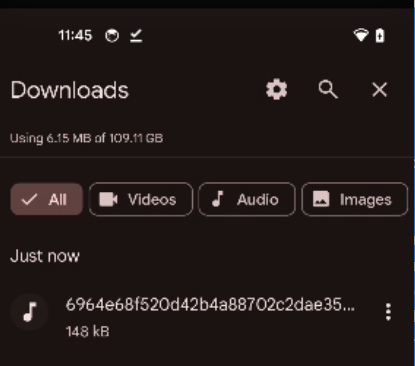 11:45
Downloads
Using 6.15 MB of 109.11 GB
All
Videos
Audio
Images
Just now
6964e68f520d42b4a88702c2dae35...
148 kB